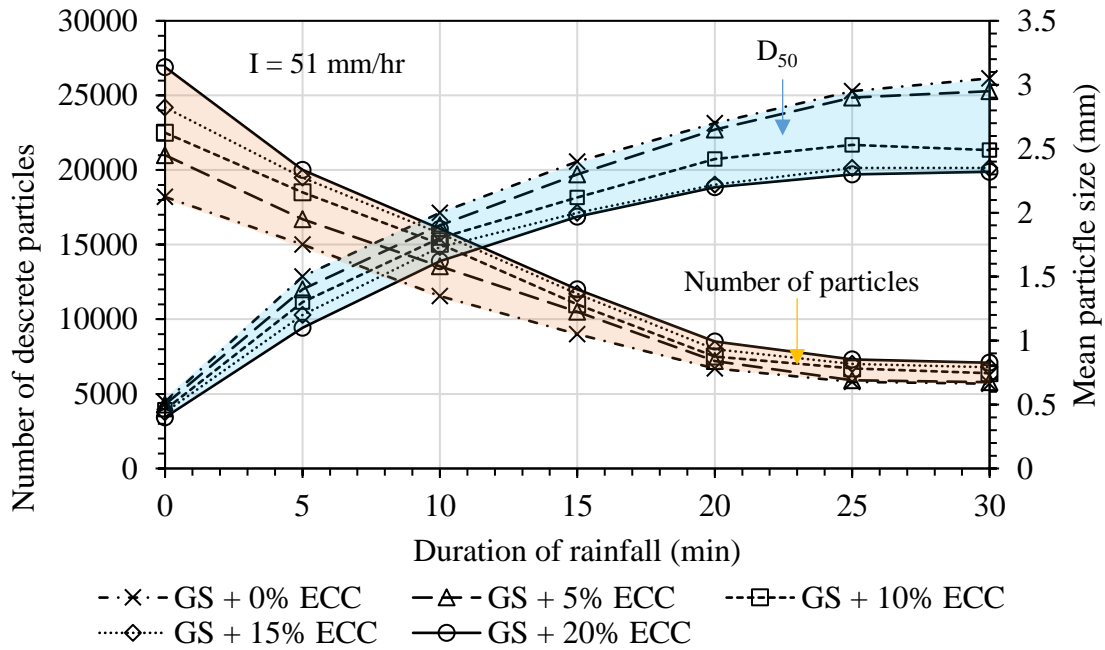 I = 51 mm/hr
D50
Number of particles
Number of descrete particles
30000
25000
20000
15000
10000
5000
0
3.5
3
2.5
2
1.5
1
0.5
0
Mean particfle size (mm)
0 5 10 15 20 25 30
Duration of rainfall (min)
GS + 0% ECC GS + 5% ECC GS + 10% ECC
GS + 15% ECC GS + 20% ECC